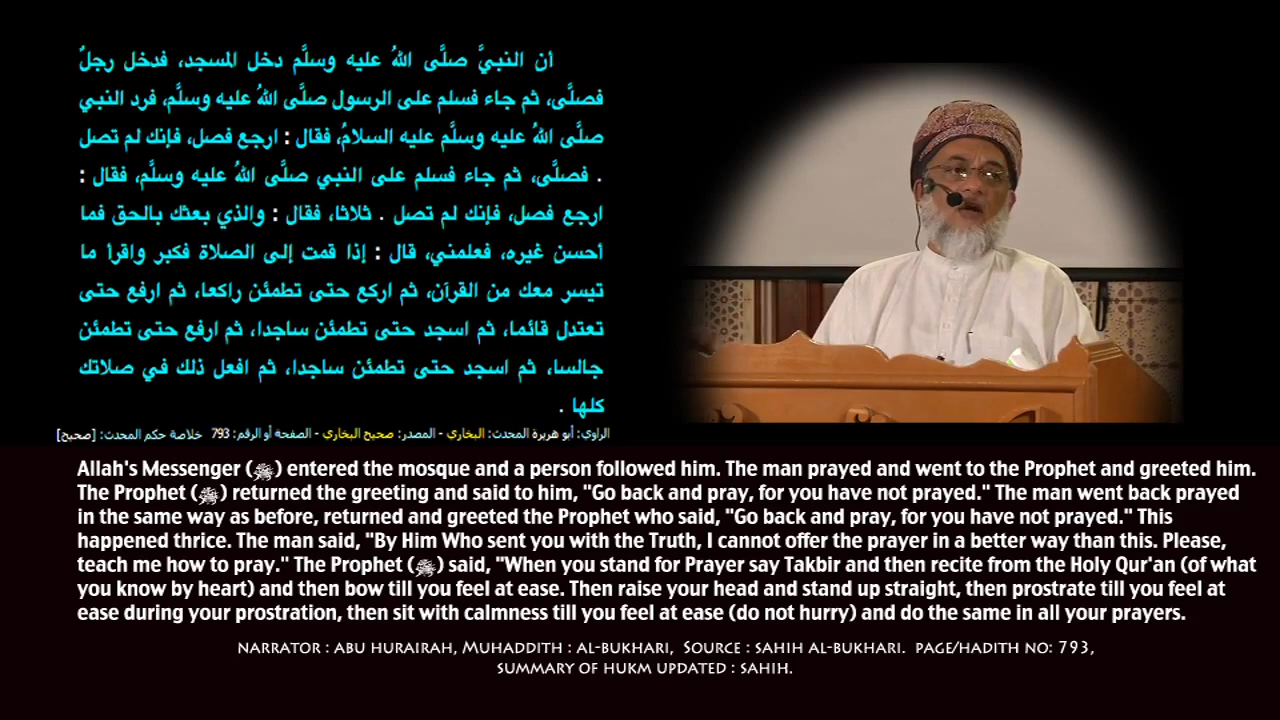 أن النبيَّ صلَّى اللهُ عليه وسلَّم دخل المسجد، فدخل رجلٌ
فصلَّى، ثم جاء فسلم على الرسول صلَّى اللهُ عليه وسلَّم، فرد النبي
صلَّى اللهُ عليه وسلَّم عليه السلامُ، فقال : ارجع فصل، فإنك لم تصل
. فصلَّى، ثم جاء فسلم على النبي صلَّى اللهُ عليه وسلَّم، فقال :
ارجع فصل، فإنك لم تصل . ثلاثا، فقال : والذي بعثك بالحق فما
أحسن غيره، فعلمني، قال : إذا قمت إلى الصلاة فكبر واقرأ ما
تيسر معك من القرآن، ثم اركع حتى تطمئن راكعا، ثم ارفع حتى
تعتدل قائما، ثم اسجد حتى تطمئن ساجدا، ثم ارفع حتى تطمئن
جالسا، ثم اسجد حتى تطمئن ساجدا، ثم افعل ذلك في صلاتك
كلها .
الراوي: أبو هريرة المحدث: البخاري - المصدر: صحيح البخاري - الصفحة أو الرقم: 793 خلاصة حكم المحدث: [صحيح]
Allah's Messenger (ﷺ) entered the mosque and a person followed him. The man prayed and went to the Prophet and greeted him.
The Prophet (ﷺ) returned the greeting and said to him, "Go back and pray, for you have not prayed." The man went back prayed
in the same way as before, returned and greeted the Prophet who said, "Go back and pray, for you have not prayed." This
happened thrice. The man said, "By Him Who sent you with the Truth, I cannot offer the prayer in a better way than this. Please,
teach me how to pray." The Prophet (ﷺ) said, "When you stand for Prayer say Takbir and then recite from the Holy Qur'an (of what
you know by heart) and then bow till you feel at ease. Then raise your head and stand up straight, then prostrate till you feel at
ease during your prostration, then sit with calmness till you feel at ease (do not hurry) and do the same in all your prayers.
NARRATOR : ABU HURAIRAH, MUHADDITH : AL-BUKHARI, SOURCE : SAHIH AL-BUKHARI. PAGE/HADITH NO: 793,
SUMMARY OF HUKM UPDATED : SAHIH.